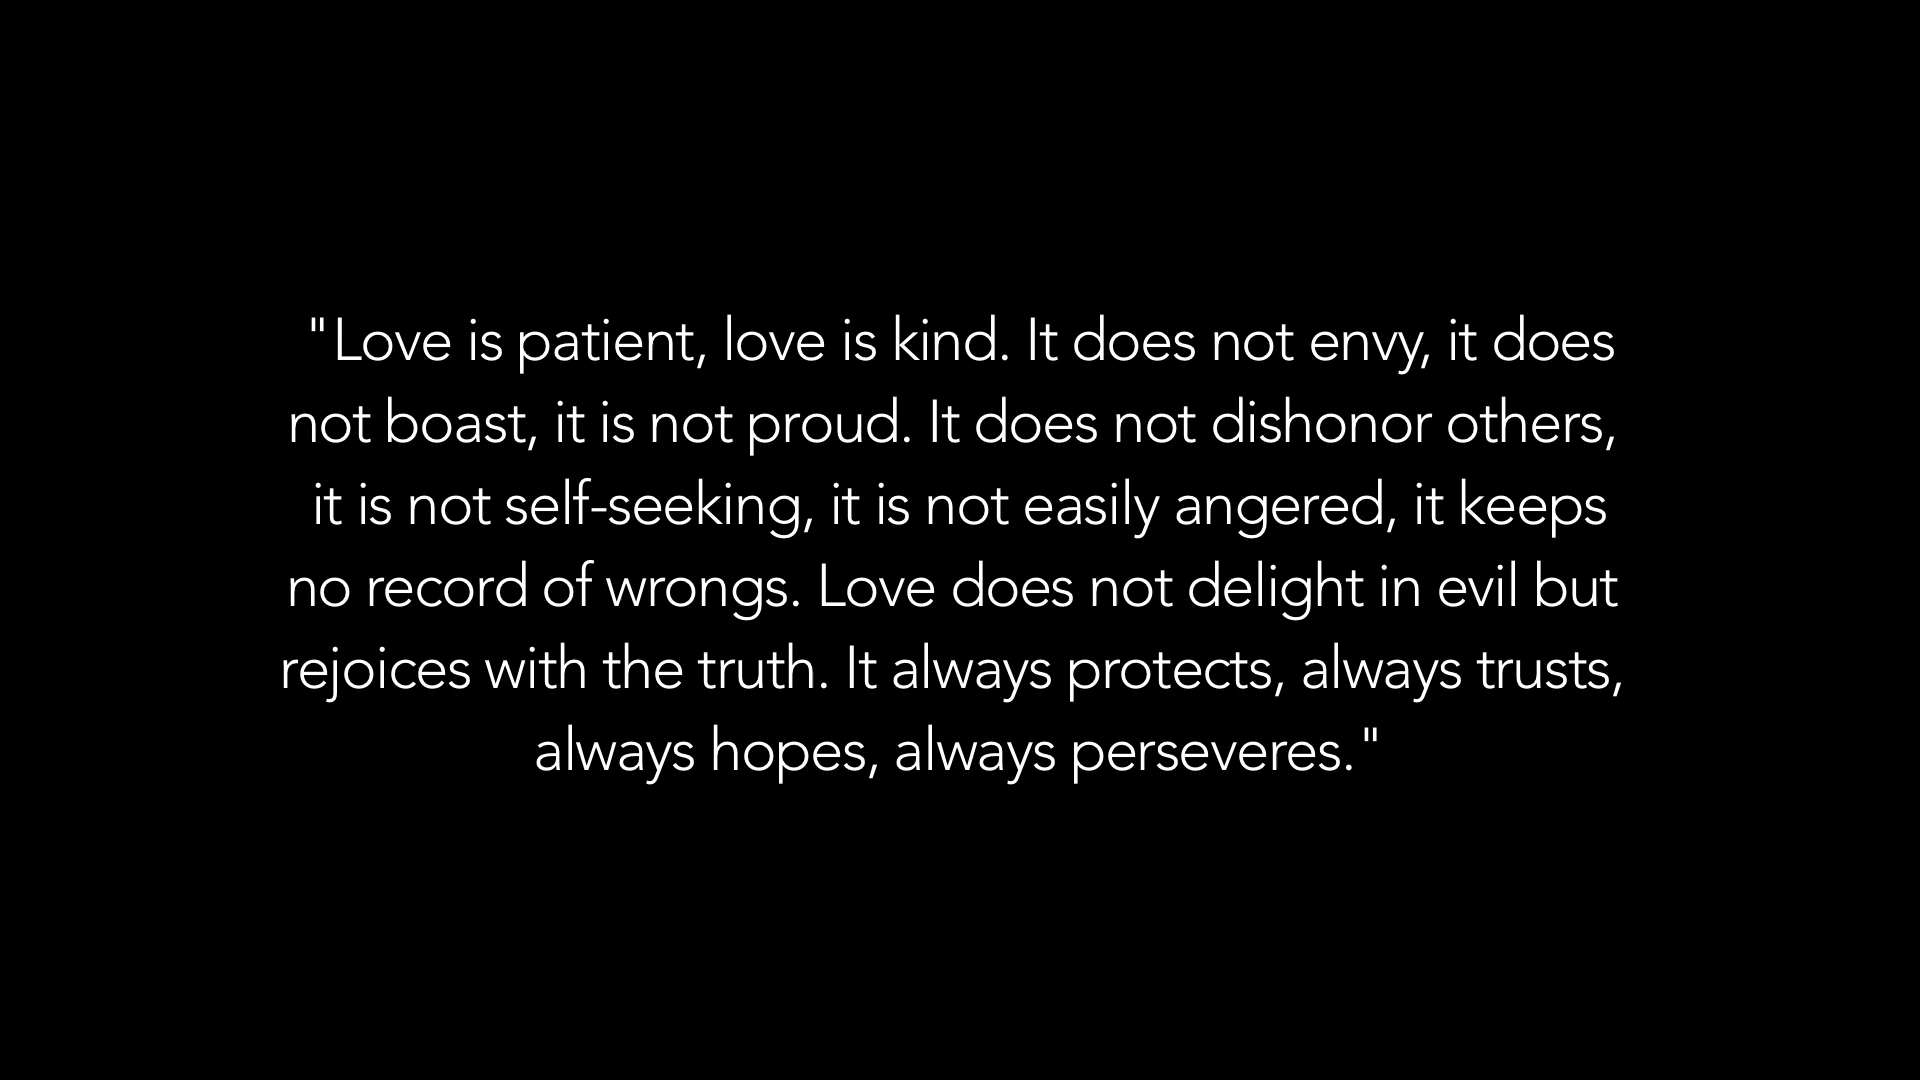 "Love is patient, love is kind. It does not envy, it does
not boast, it is not proud. It does not dishonor others,
it is not self-seeking, it is not easily angered, it keeps
no record of wrongs. Love does not delight in evil but
rejoices with the truth. It always protects, always trusts,
always hopes, always perseveres."